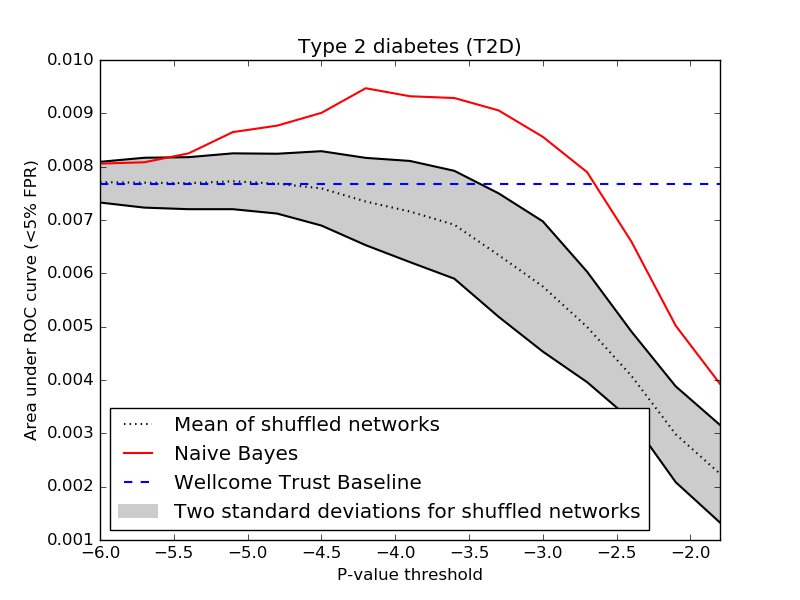 Type 2 diabetes (T2D)
0.010
0.009
0.008
0.007
0.006
0.005
0.004
0.003
0.002
0.001
Area under ROC curve (<5% FPR)
Mean of shuffled networks
Naive Bayes
Wellcome Trust Baseline
Two standard deviations for shuffled networks
−6.0 −5.5 −5.0 −4.5 −4.0 −3.5 −3.0 −2.5 −2.0
P-value threshold